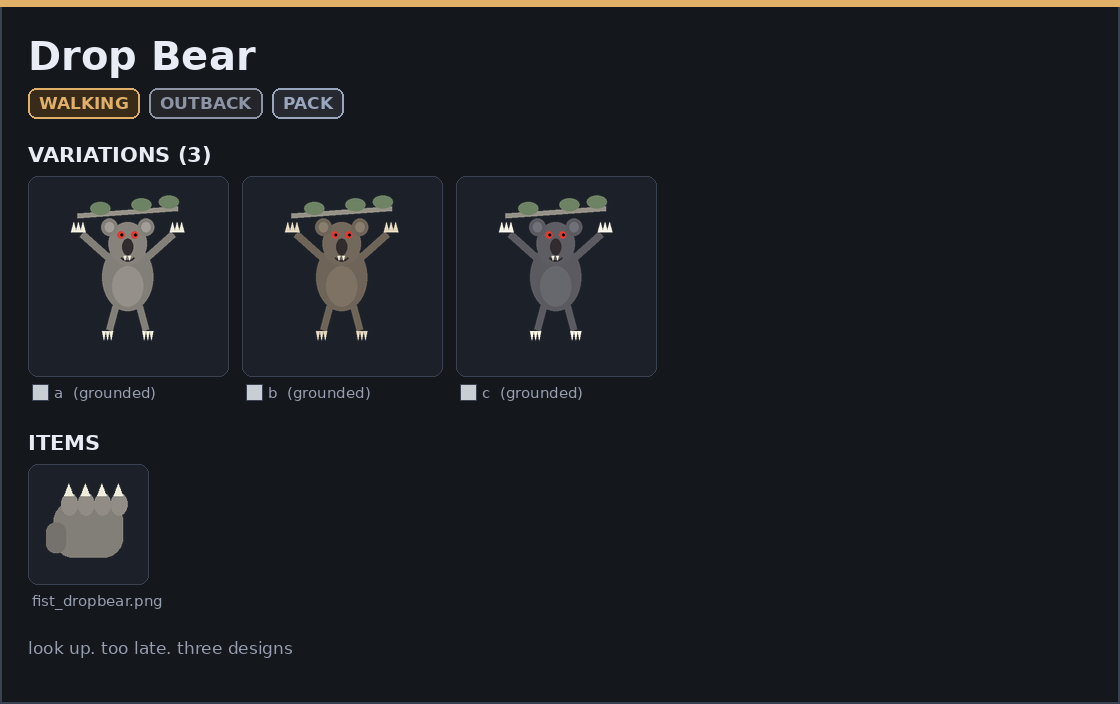 Drop Bear
WALKING OUTBACK PACK
VARIATIONS (3)
a (grounded) b (grounded) c (grounded)
ITEMS
fist_dropbear.png
look up. too late. three designs